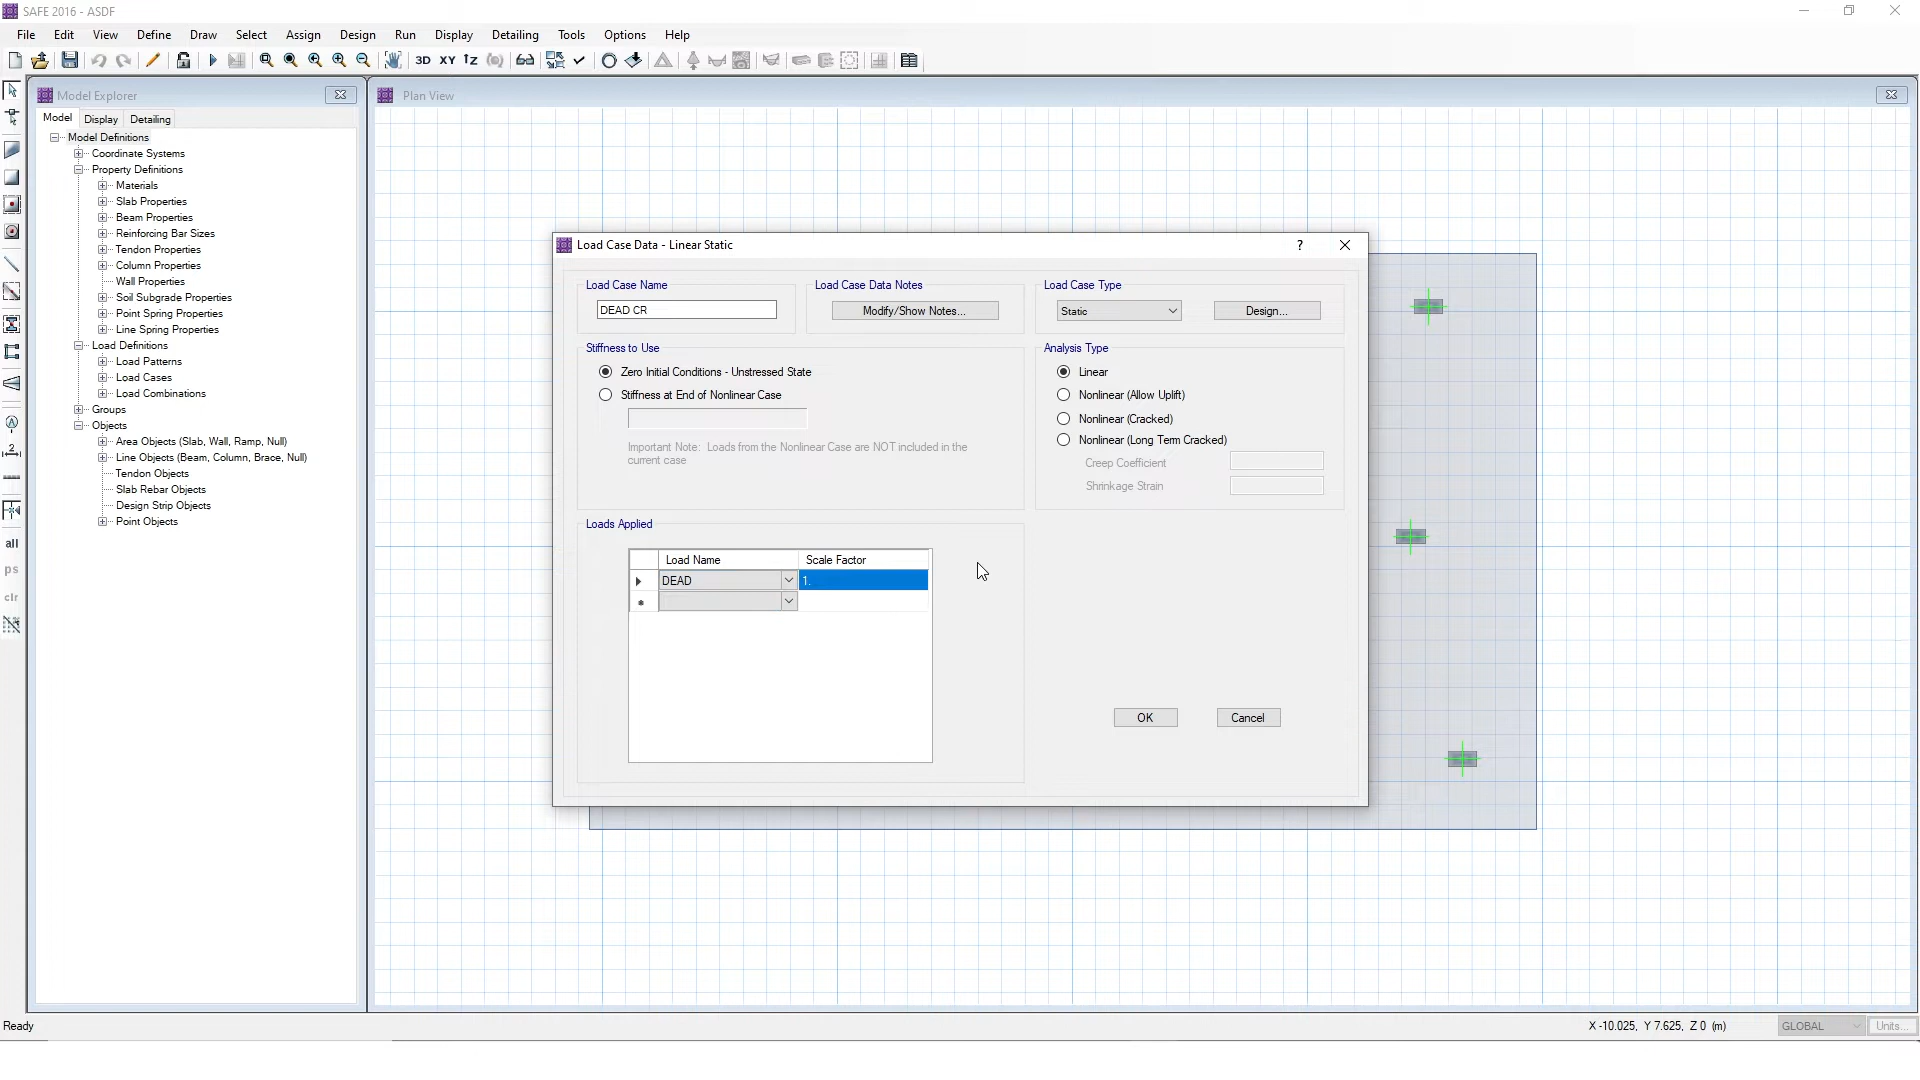 SAFE 2016 - ASDF
File Edit View Define Draw Select Assign Design Run Display Detailing Tools Options Help
3D XY
Model Explorer
Plan View
Model Display Detailing
Model Definitions
Coordinate Systems
Property Definitions
Materials
Slab Properties
Beam Properties
Reinforcing Bar Sizes
Tendon Properties
Column Properties
Wall Properties
Soil Subgrade Properties
Point Spring Properties
Line Spring Properties
Load Definitions
Load Patterns
Load Cases
Load Combinations
Groups
Objects
Area Objects (Slab, Wall, Ramp, Null)
Line Objects (Beam, Column, Brace, Null)
Tendon Objects
Slab Rebar Objects
Design Strip Objects
Point Objects
all
ps
clr
Load Case Data - Linear Static
?
Load Case Name
DEAD CR
Load Case Data Notes
Modify/Show Notes...
Load Case Type
Static
Design...
Stiffness to Use
Zero Initial Conditions - Unstressed State
Stiffness at End of Nonlinear Case
Important Note: Loads from the Nonlinear Case are NOT included in the
current case
Analysis Type
Linear
Nonlinear (Allow Uplift)
Nonlinear (Cracked)
Nonlinear (Long Term Cracked)
Creep Coefficient
Shrinkage Strain
Loads Applied
Load Name Scale Factor
DEAD 1.
OK Cancel
Ready
X -10.025, Y 7.625, Z 0 (m)
GLOBAL
Units...